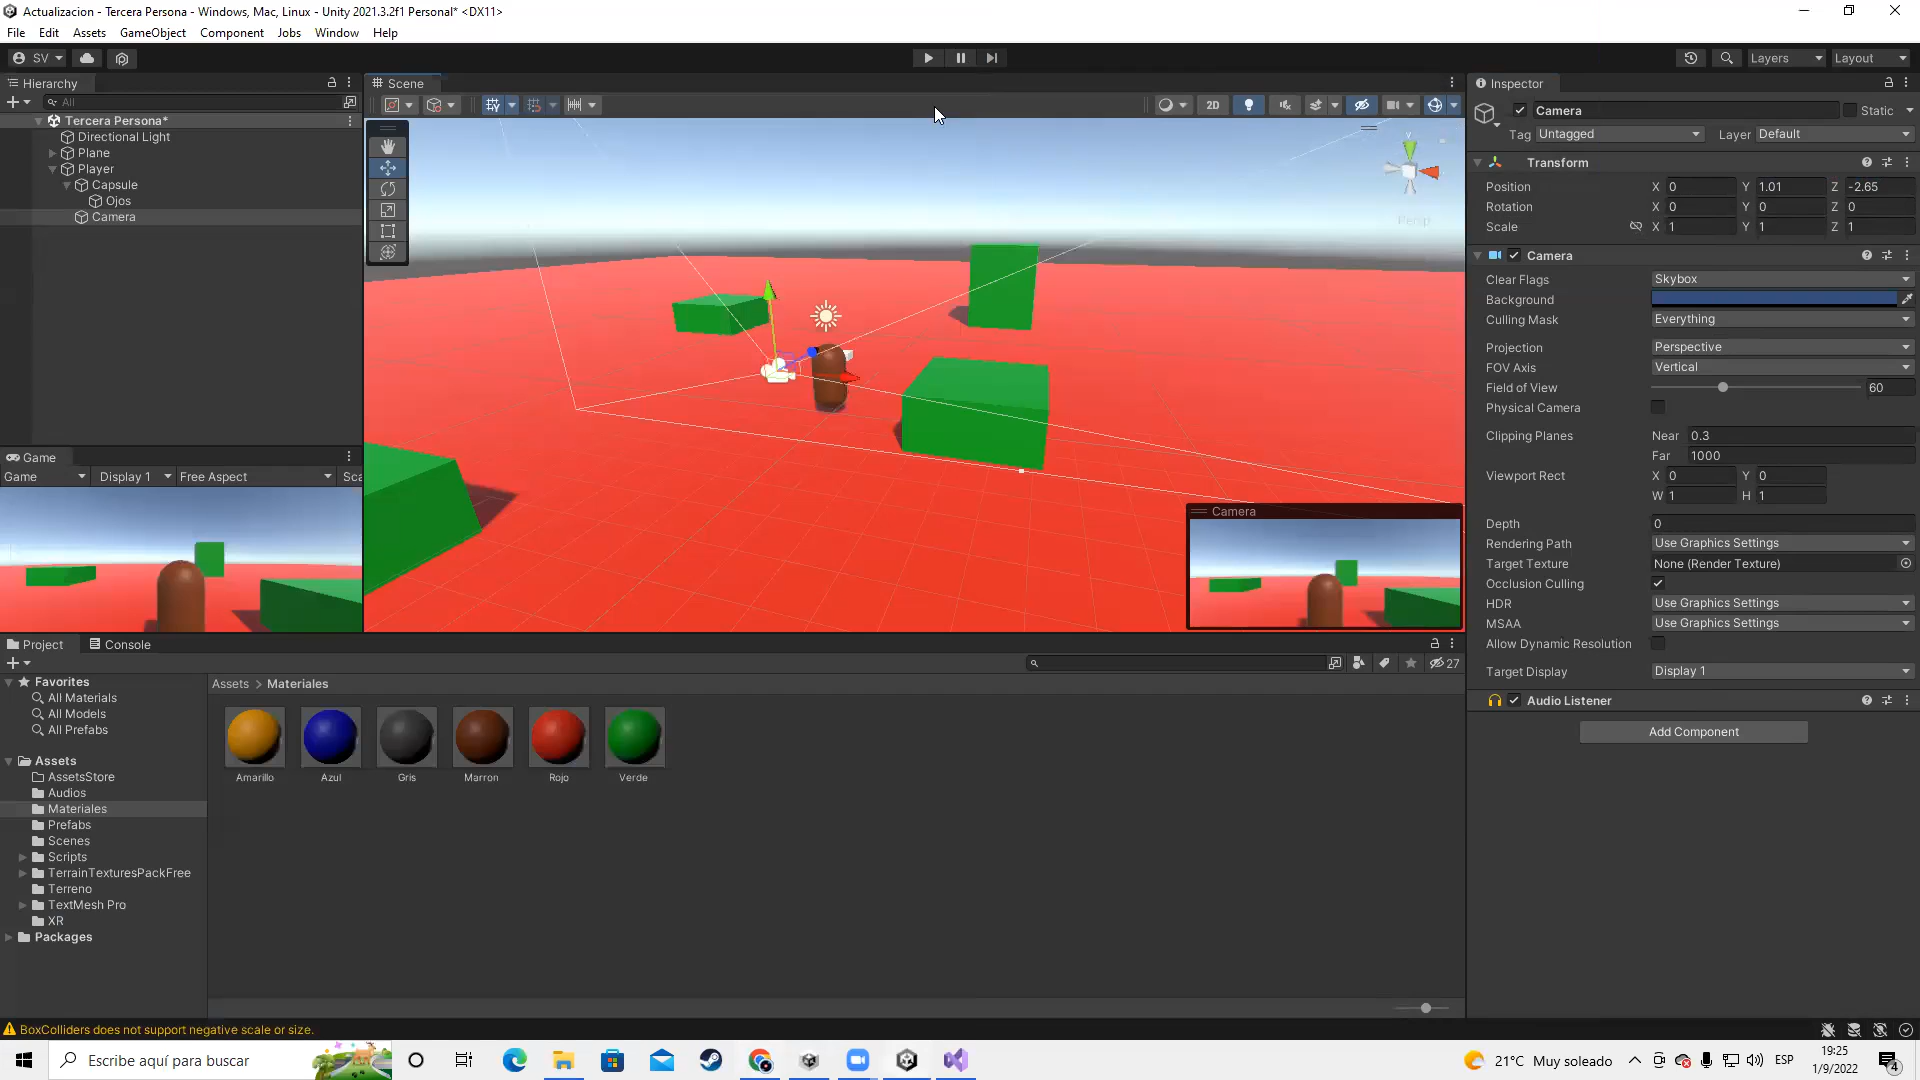 Actualizacion - Tercera Persona - Windows, Mac, Linux - Unity 2021.3.2f1 Personal* <DX11>
File Edit Assets GameObject Component Jobs Window Help
SV Layers Layout
Hierarchy
All
Tercera Persona*
Directional Light
Plane
Player
Capsule
Ojos
Camera
Scene
2D
Y
Persp
Camera
Game
Game Display 1 Free Aspect Sca
Inspector
Camera Static
Tag Untagged Layer Default
Transform
Position X 0 Y 1.01 Z -2.65
Rotation X 0 Y 0 Z 0
Scale X 1 Y 1 Z 1
Camera
Clear Flags Skybox
Background
Culling Mask Everything
Projection Perspective
FOV Axis Vertical
Field of View 60
Physical Camera
Clipping Planes Near 0.3
Far 1000
Viewport Rect X 0 Y 0
W 1 H 1
Depth 0
Rendering Path Use Graphics Settings
Target Texture None (Render Texture)
Occlusion Culling
HDR Use Graphics Settings
MSAA Use Graphics Settings
Allow Dynamic Resolution
Target Display Display 1
Audio Listener
Add Component
Project Console
27
Favorites
All Materials
All Models
All Prefabs
Assets
AssetsStore
Audios
Materiales
Prefabs
Scenes
Scripts
TerrainTexturesPackFree
Terreno
TextMesh Pro
XR
Packages
Assets > Materiales
Amarillo Azul Gris Marron Rojo Verde
BoxColliders does not support negative scale or size.
Escribe aquí para buscar
21°C Muy soleado
ESP
19:25
1/9/2022
4